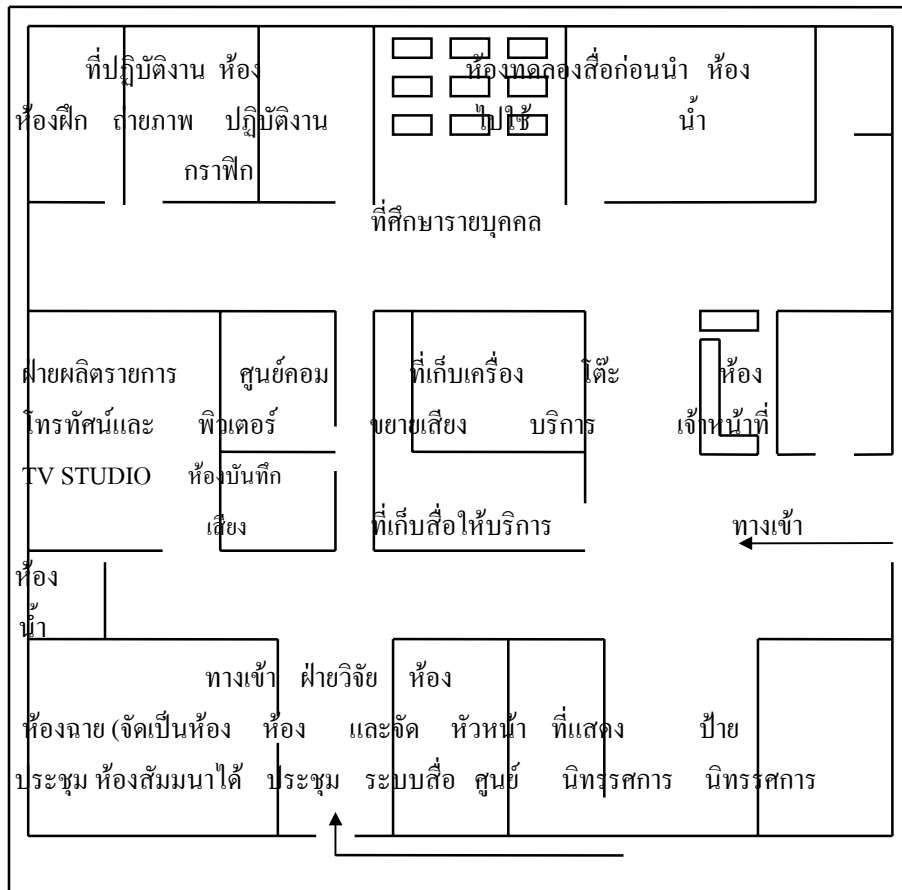 ที่ปฏิบัติงาน ห้อง ห้องทดลองสื่อก่อนนำ ห้อง
ห้องฝึก ถ่ายภาพ ปฏิบัติงาน ไปใช้ น้ำ
กราฟิก
ที่ศึกษารายบุคคล
ฝ่ายผลิตรายการ ศูนย์คอม ที่เก็บเครื่อง โต๊ะ ห้อง
โทรทัศน์และ พิวเตอร์ ขยายเสียง บริการ เจ้าหน้าที่
TV STUDIO ห้องบันทึก
เสียง ที่เก็บสื่อให้บริการ ทางเข้า
ห้อง
น้ำ
ทางเข้า ฝ่ายวิจัย ห้อง
ห้องฉาย (จัดเป็นห้อง ห้อง และจัด หัวหน้า ที่แสดง ป้าย
ประชุม ห้องสัมมนาได้ ประชุม ระบบสื่อ ศูนย์ นิทรรศการ นิทรรศการ